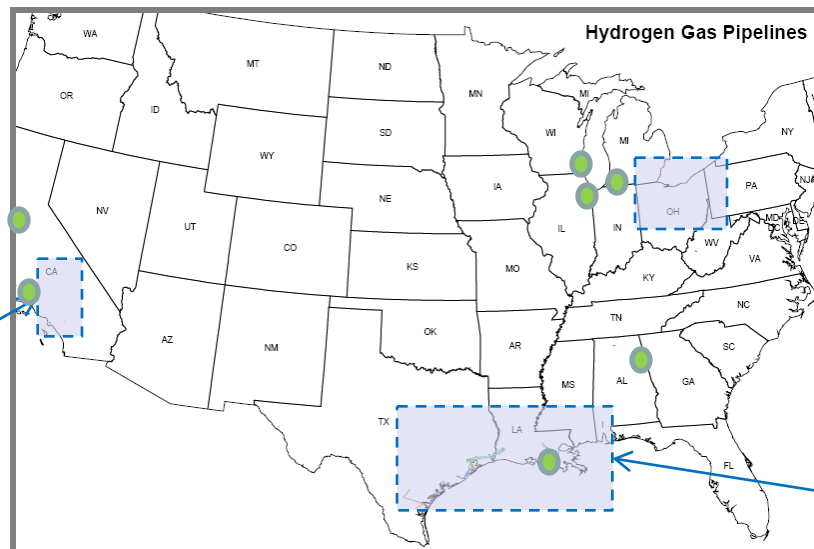 Hydrogen Gas Pipelines
WA
MT
ND
MN
MI
OR
ID
SD
WI
MI
NY
WY
IA
PA
NJ
NE
OH
NV
UT
CO
IL
IN
MD
DE
DC
WV
CA
KS
MO
KY
VA
TN
NC
OK
AR
SC
AZ
NM
MS
AL
GA
TX
LA
FL